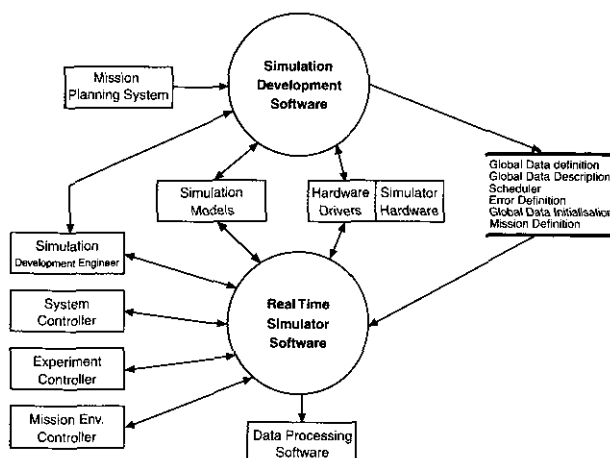 Mission
Planning System
Simulation
Development
Software
Global Data definition
Global Data Description
Scheduler
Error Definition
Global Data Initialisation
Mission Definition
Simulation
Models
Hardware
Drivers
Simulator
Hardware
Simulation
Development Engineer
System
Controller
Experiment
Controller
Mission Env.
Controller
Real Time
Simulator
Software
Data Processing
Software